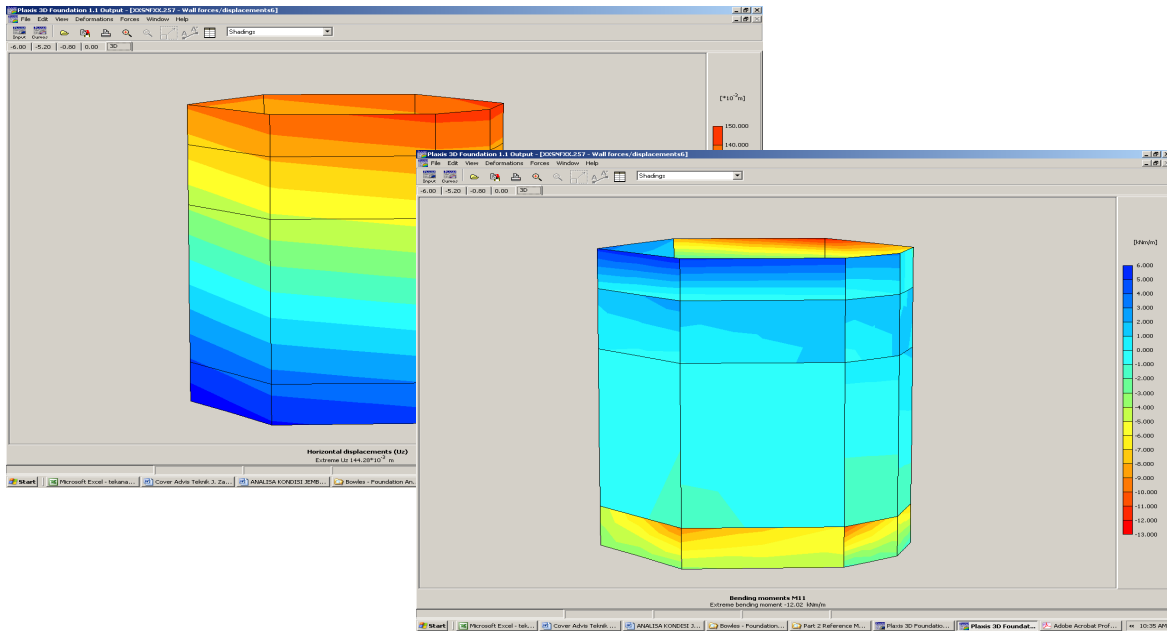 Plaxis 3D Foundation 1.1 Output - [XXSNFXX.257 - Wall forces/displacements6]
File Edit View Deformations Forces Window Help
Input Curves Shadings
-6.00 -5.20 -0.80 0.00 3D
[*10⁻³m]
150.000
140.000
Horizontal displacements (Uz)
Extreme Uz 144.28*10⁻³ m
Start Microsoft Excel - tekana... Cover Advis Teknik J. Za... ANALISA KONDISI JEMB... Bowles - Foundation An...
Plaxis 3D Foundation 1.1 Output - [XXSNFXX.257 - Wall forces/displacements6]
File Edit View Deformations Forces Window Help
Input Curves Shadings
-6.00 -5.20 -0.80 0.00 3D
[kNm/m]
6.000
5.000
4.000
3.000
2.000
1.000
0.000
-1.000
-2.000
-3.000
-4.000
-5.000
-6.000
-7.000
-8.000
-9.000
-10.000
-11.000
-12.000
-13.000
Bending moments M11
Extreme bending moment -12.02 kNm/m
Start Microsoft Excel - tek... Cover Advis Teknik ... ANALISA KONDISI J... Bowles - Foundation... Part 2 Reference M... Plaxis 3D Foundatio... Plaxis 3D Foundat... Adobe Acrobat Prof... 10:35 AM